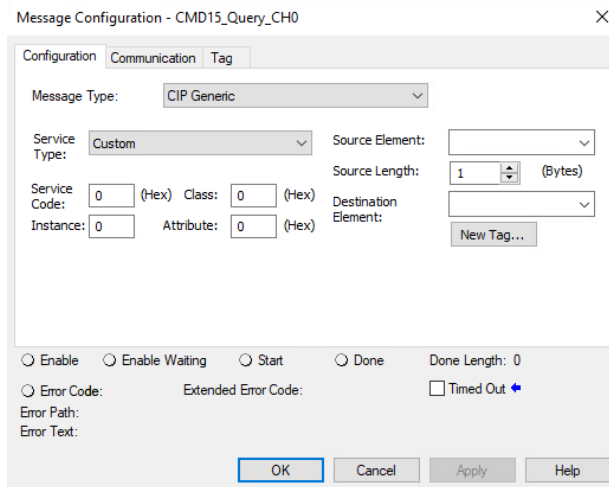 Message Configuration - CMD15_Query_CH0
Configuration Communication Tag
Message Type: CIP Generic
Service Type: Custom
Source Element:
Source Length: 1 (Bytes)
Service Code: 0 (Hex) Class: 0 (Hex)
Destination Element:
Instance: 0 Attribute: 0 (Hex)
New Tag...
Enable Enable Waiting Start Done Done Length: 0
Error Code: Extended Error Code: Timed Out
Error Path:
Error Text:
OK Cancel Apply Help